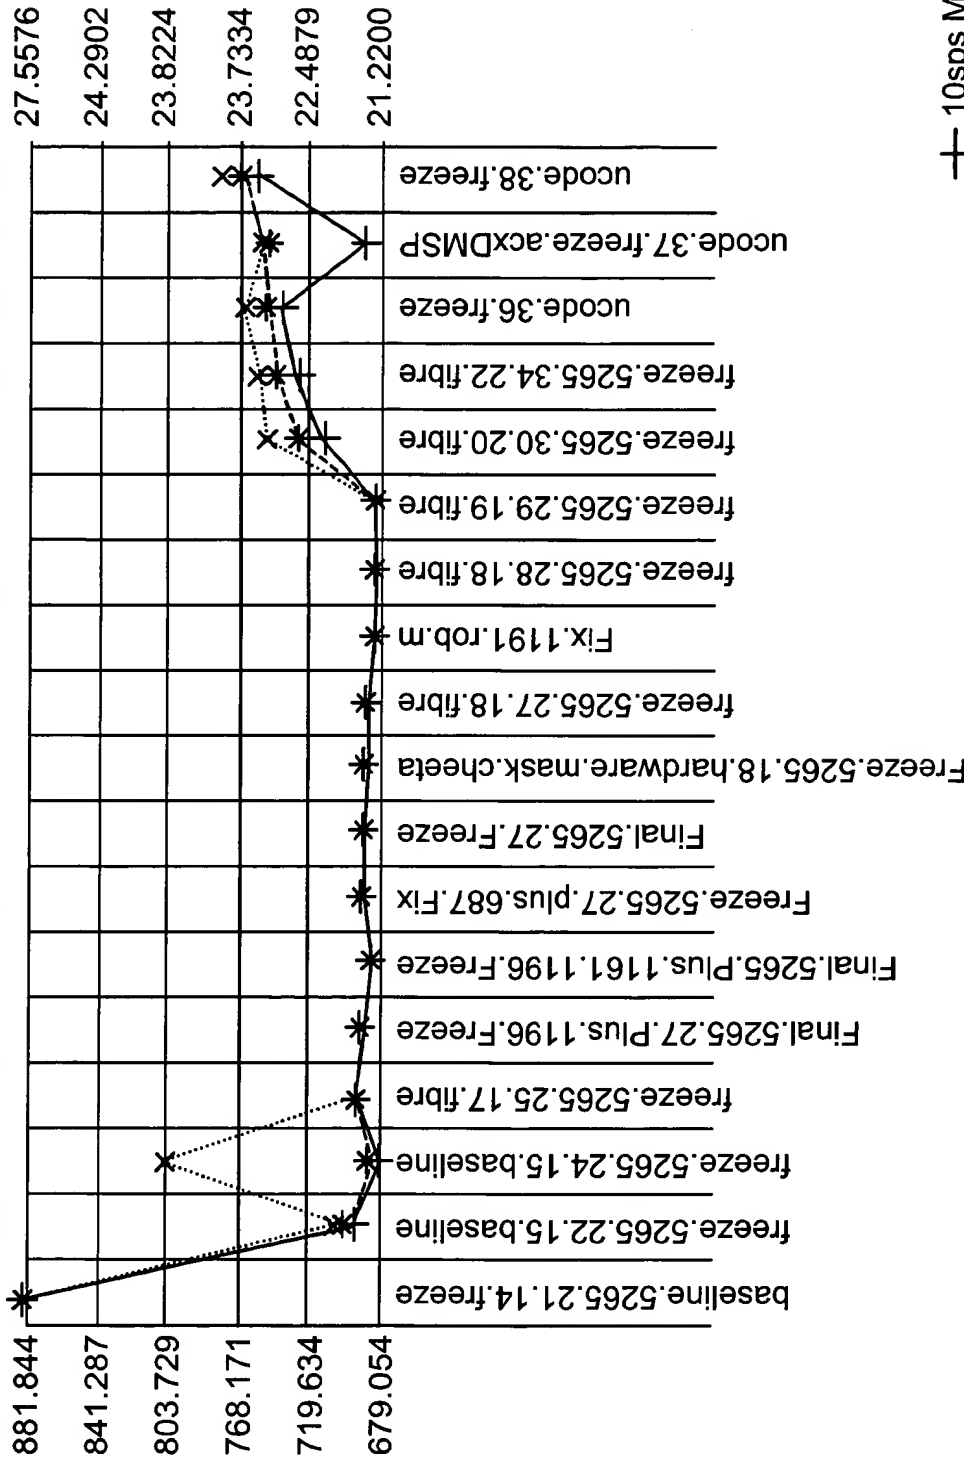 27.5576
24.2902
23.8224
23.7334
22.4879
21.2200
881.844
841.287
803.729
768.171
719.634
679.054
baseline.5265.21.14.freeze
freeze.5265.22.15.baseline
freeze.5265.24.15.baseline
freeze.5265.25.17.fibre
Final.5265.27.Plus.1196.Freeze
Final.5265.Plus.1161.1196.Freeze
Freeze.5265.27.plus.687.Fix
Final.5265.27.Freeze
Freeze.5265.18.hardware.mask.cheeta
freeze.5265.27.18.fibre
Fix.1191.rob.m
freeze.5265.28.18.fibre
freeze.5265.29.19.fibre
freeze.5265.30.20.fibre
freeze.5265.34.22.fibre
ucode.36.freeze
ucode.37.freeze.acxDMSP
ucode.38.freeze
10sps M